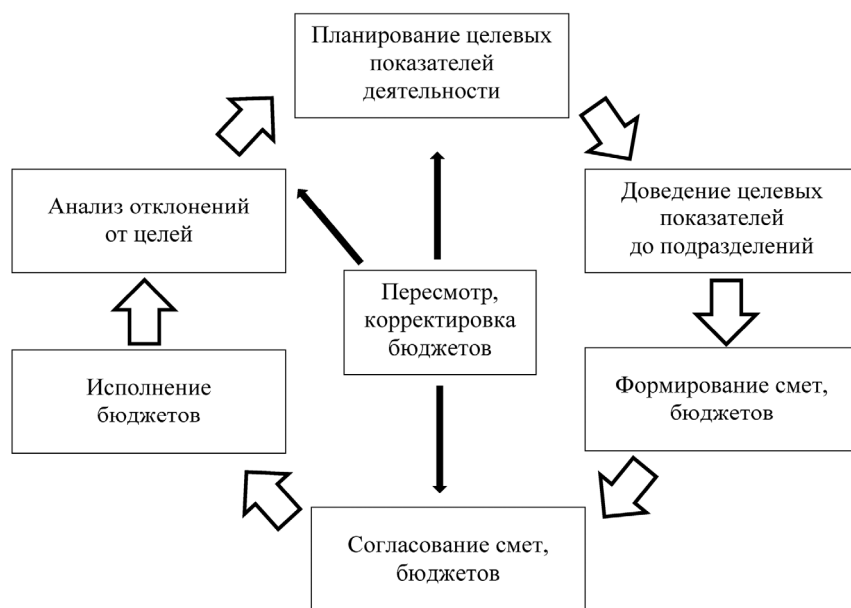 Планирование целевых
показателей
деятельности
Доведение целевых
показателей
до подразделений
Формирование смет,
бюджетов
Согласование смет,
бюджетов
Исполнение
бюджетов
Анализ отклонений
от целей
Пересмотр,
корректировка
бюджетов